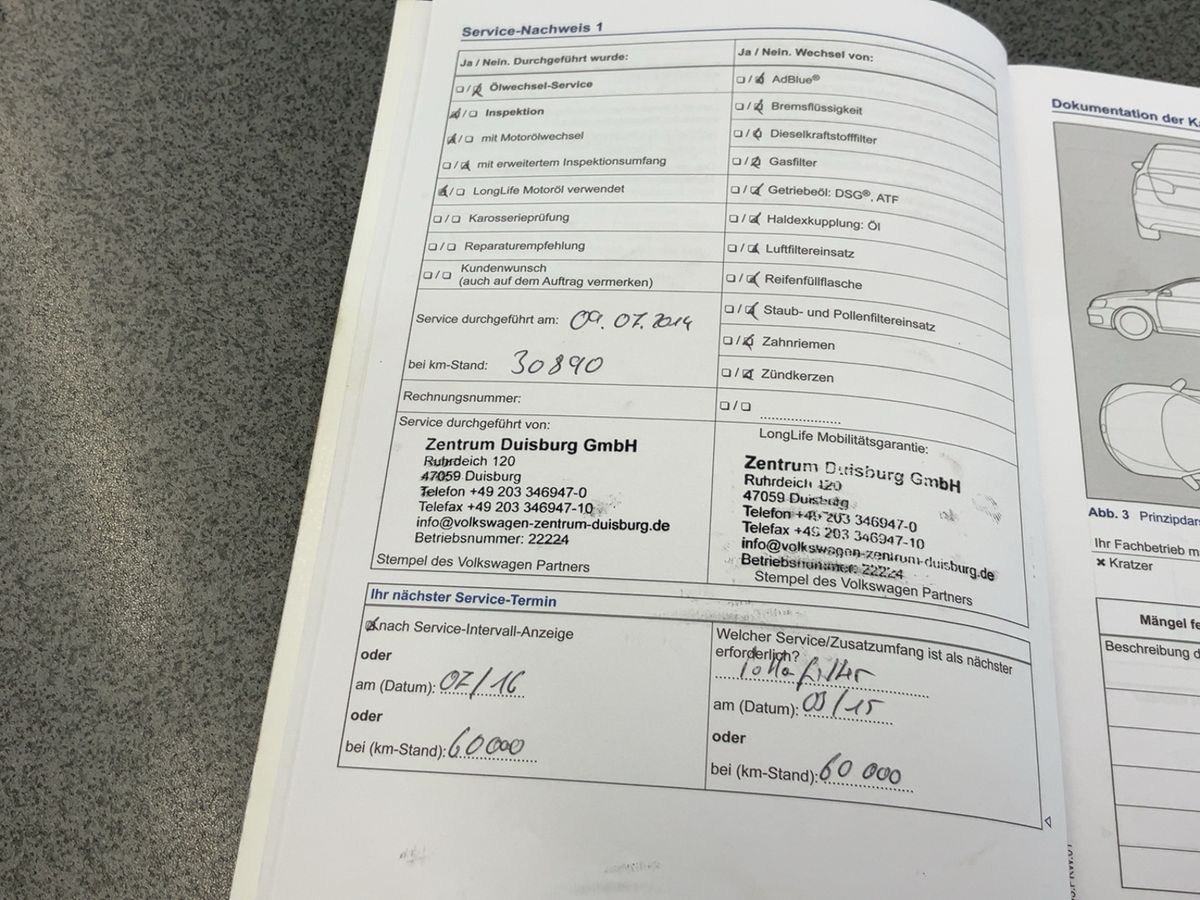 Service-Nachweis 1
Ja / Nein. Durchgeführt wurde:
❏/❏ Ölwechsel-Service
❏/❏ Inspektion
❏/❏ mit Motorölwechsel
❏/❏ mit erweitertem Inspektionsumfang
❏/❏ LongLife Motoröl verwendet
❏/❏ Karosserieprüfung
❏/❏ Reparaturempfehlung
❏/❏ Kundenwunsch
(auch auf dem Auftrag vermerken)
Service durchgeführt am: 09.07.2014
bei km-Stand: 30890
Rechnungsnummer:
Service durchgeführt von:
Zentrum Duisburg GmbH
Ruhrdeich 120
47059 Duisburg
Telefon +49 203 346947-0
Telefax +49 203 346947-10
info@volkswagen-zentrum-duisburg.de
Betriebsnummer: 22224
Stempel des Volkswagen Partners
Ja / Nein. Wechsel von:
❏/❏ AdBlue®
❏/❏ Bremsflüssigkeit
❏/❏ Dieselkraftstofffilter
❏/❏ Gasfilter
❏/❏ Getriebeöl: DSG®, ATF
❏/❏ Haldexkupplung: Öl
❏/❏ Luftfiltereinsatz
❏/❏ Reifenfüllflasche
❏/❏ Staub- und Pollenfiltereinsatz
❏/❏ Zahnriemen
❏/❏ Zündkerzen
❏/❏
LongLife Mobilitätsgarantie:
Zentrum Duisburg GmbH
Ruhrdeich 120
47059 Duisburg
Telefon +49 203 346947-0
Telefax +49 203 346947-10
info@volkswagen-zentrum-duisburg.de
Betriebsnummer: 22224
Stempel des Volkswagen Partners
Ihr nächster Service-Termin
nach Service-Intervall-Anzeige
oder
am (Datum): 07/16
oder
bei (km-Stand): 60000
Welcher Service/Zusatzumfang ist als nächster
erforderlich?
am (Datum): 03/15
oder
bei (km-Stand): 60 000
Dokumentation der
Abb. 3 Prinzipdar
Ihr Fachbetrieb m
✖ Kratzer
Mängel fe
Beschreibung d